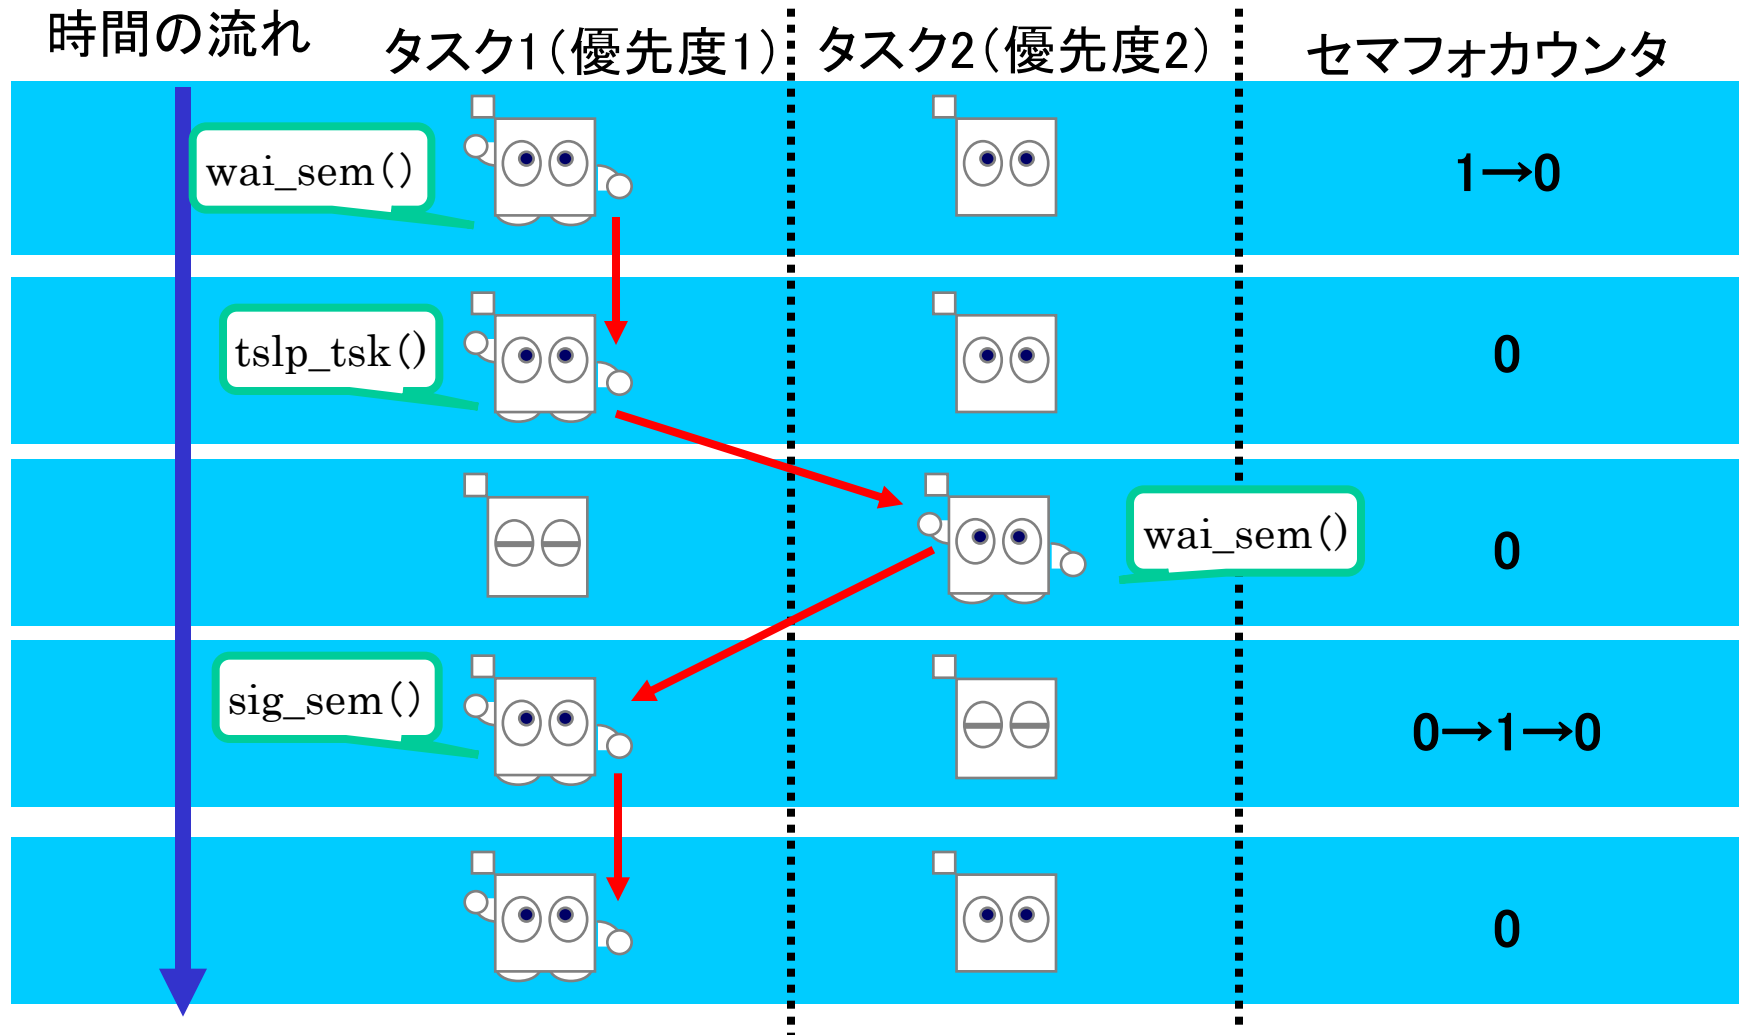 時間の流れ
タスク1(優先度1)
タスク2(優先度2)
セマフォカウンタ
wai_sem()
1→0
tslp_tsk()
0
wai_sem()
0
sig_sem()
0→1→0
0